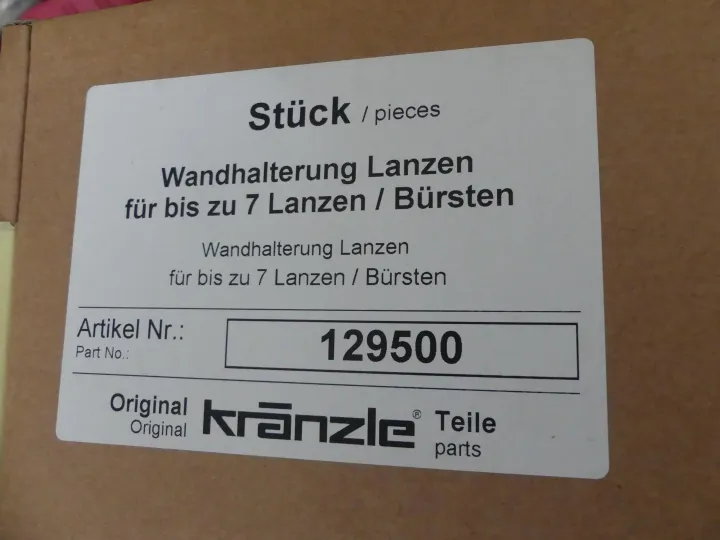 Stück / pieces
Wandhalterung Lanzen
für bis zu 7 Lanzen / Bürsten
Wandhalterung Lanzen
für bis zu 7 Lanzen / Bürsten
Artikel Nr.:
Part No.:
129500
Original kränzle® Teile
Original parts